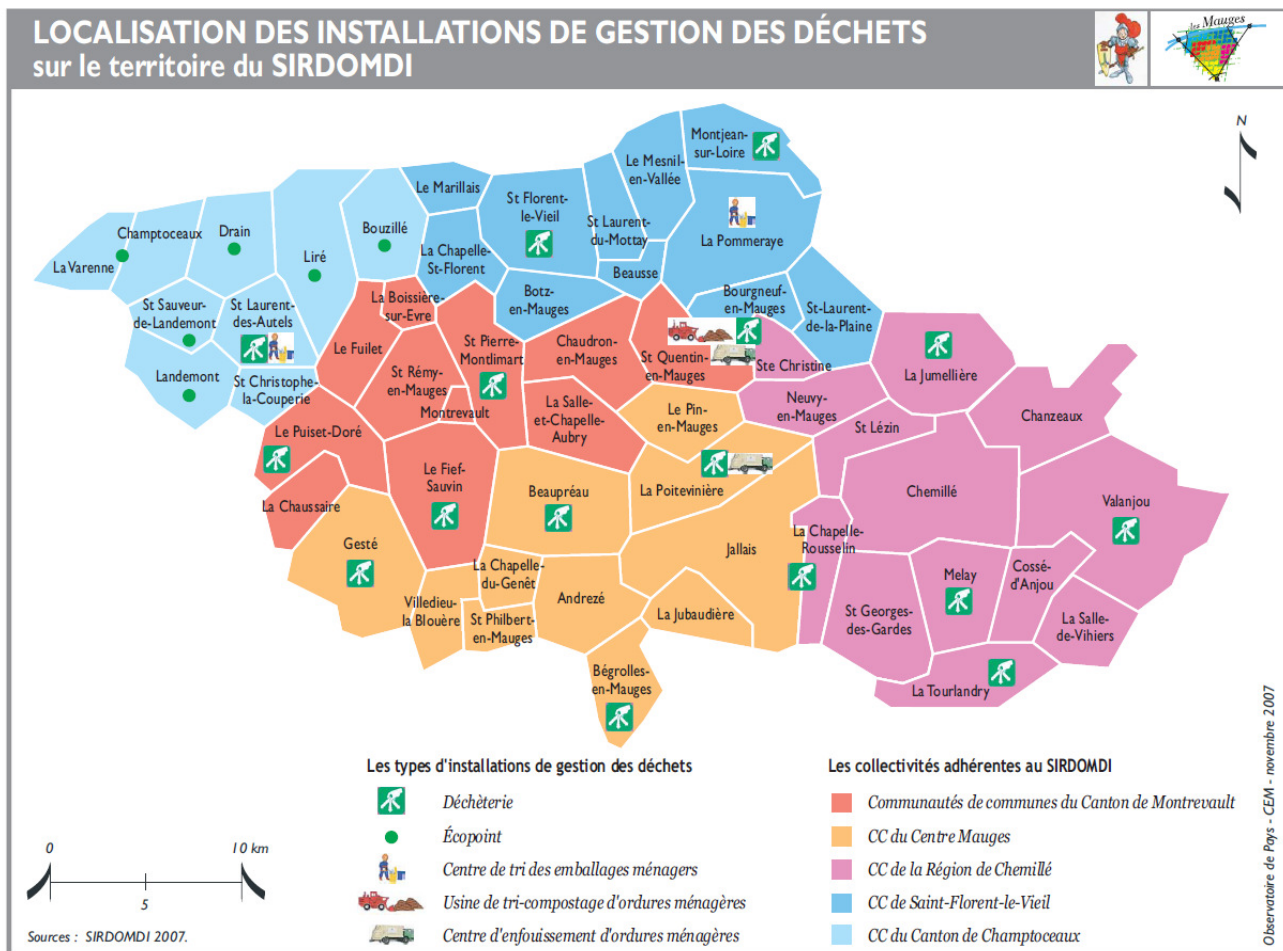 LOCALISATION DES INSTALLATIONS DE GESTION DES DÉCHETS
sur le territoire du SIRDOMDI
les Mauges
N
Montjean-
sur-Loire
Le Mesnil-
en-Vallée
Le Marillais
St Florent-
le-Vieil
St Laurent-
du-Mottay
La Pommeraye
Champtoceaux
Drain
Bouzillé
La Varenne
Liré
La Chapelle-
St-Florent
Beausse
Botz-
en-Mauges
Bourgneuf-
en-Mauges
St-Laurent-
de-la-Plaine
St Sauveur-
de-Landemont
St Laurent-
des-Autels
La Boissière-
sur-Evre
Le Fuilet
St Pierre-
Montlimart
Chaudron-
en-Mauges
St Quentin-
en-Mauges
Ste Christine
La Jumellière
Landemont
St Christophe-
la-Couperie
St Rémy-
en-Mauges
Montrevault
La Salle-
et-Chapelle-
Aubry
Le Pin-
en-Mauges
Neuvy-
en-Mauges
St Lézin
Chanzeaux
Le Puiset-Doré
Le Fief-
Sauvin
Beaupréau
La Poitevinière
Chemillé
Valanjou
La Chaussaire
Gesté
Jallais
La Chapelle-
Rousselin
La Chapelle-
du-Genêt
Andrezé
Villedieu-
la Blouère
St Philbert-
en-Mauges
La Jubaudière
St Georges-
des-Gardes
Melay
Cossé-
d'Anjou
La Salle-
de-Vihiers
Bégrolles-
en-Mauges
La Tourlandry
Les types d'installations de gestion des déchets
Déchèterie
Écopoint
Centre de tri des emballages ménagers
Usine de tri-compostage d'ordures ménagères
Centre d'enfouissement d'ordures ménagères
Les collectivités adhérentes au SIRDOMDI
Communautés de communes du Canton de Montrevault
CC du Centre Mauges
CC de la Région de Chemillé
CC de Saint-Florent-le-Vieil
CC du Canton de Champtoceaux
0 10 km
5
Sources : SIRDOMDI 2007.
Observatoire de Pays - CEM - novembre 2007